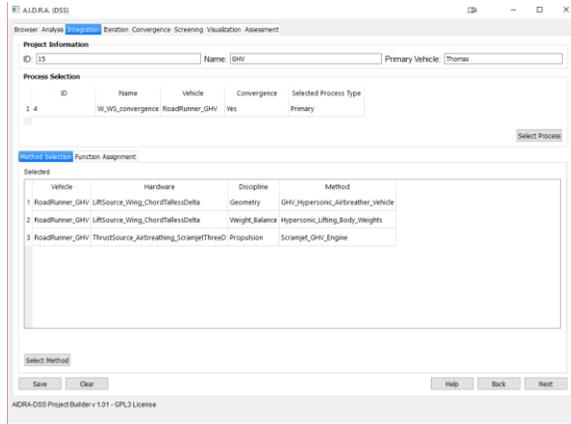 A.I.D.R.A. (DSS)
Browser Analysis Integration Iteration Convergence Screening Visualization Assessment
Project Information
ID: 15 Name: GHV Primary Vehicle: Thomas
Process Selection
ID Name Vehicle Convergence Selected Process Type
1 4 W_WS_convergence RoadRunner_GHV Yes Primary
Select Process
Method Selection Function Assignment
Selected
Vehicle Hardware Discipline Method
1 RoadRunner_GHV LiftSource_Wing_ChordTallessDelta Geometry GHV_Hypersonic_Airbreather_Vehicle
2 RoadRunner_GHV LiftSource_Wing_ChordTallessDelta Weight_Balance Hypersonic_Lifting_Body_Weights
3 RoadRunner_GHV ThrustSource_Airbreathing_ScramjetThreeD Propulsion Scramjet_GHV_Engine
Select Method
Save Clear Help Back Next
AIDRA-DSS Project Builder v 1.01 - GPL3 License